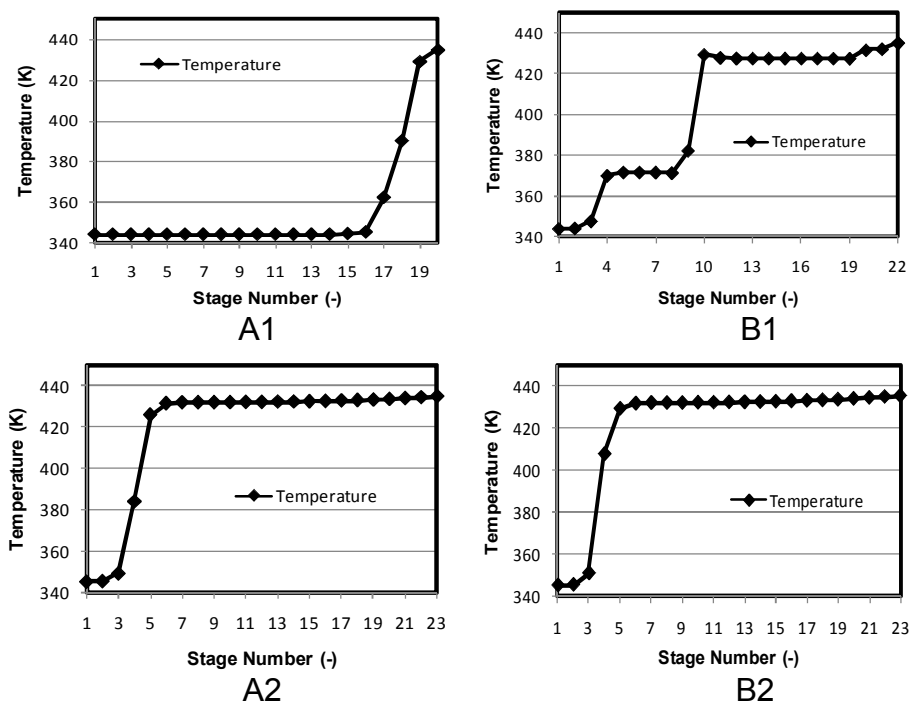 440
420
400
380
360
340
Temperature (K)
Temperature
1 3 5 7 9 11 13 15 17 19
Stage Number (-)
A1
440
420
400
380
360
340
Temperature (K)
Temperature
1 4 7 10 13 16 19 22
Stage Number (-)
B1
440
420
400
380
360
340
Temperature (K)
Temperature
1 3 5 7 9 11 13 15 17 19 21 23
Stage Number (-)
A2
440
420
400
380
360
340
Temperature (K)
Temperature
1 3 5 7 9 11 13 15 17 19 21 23
Stage Number (-)
B2